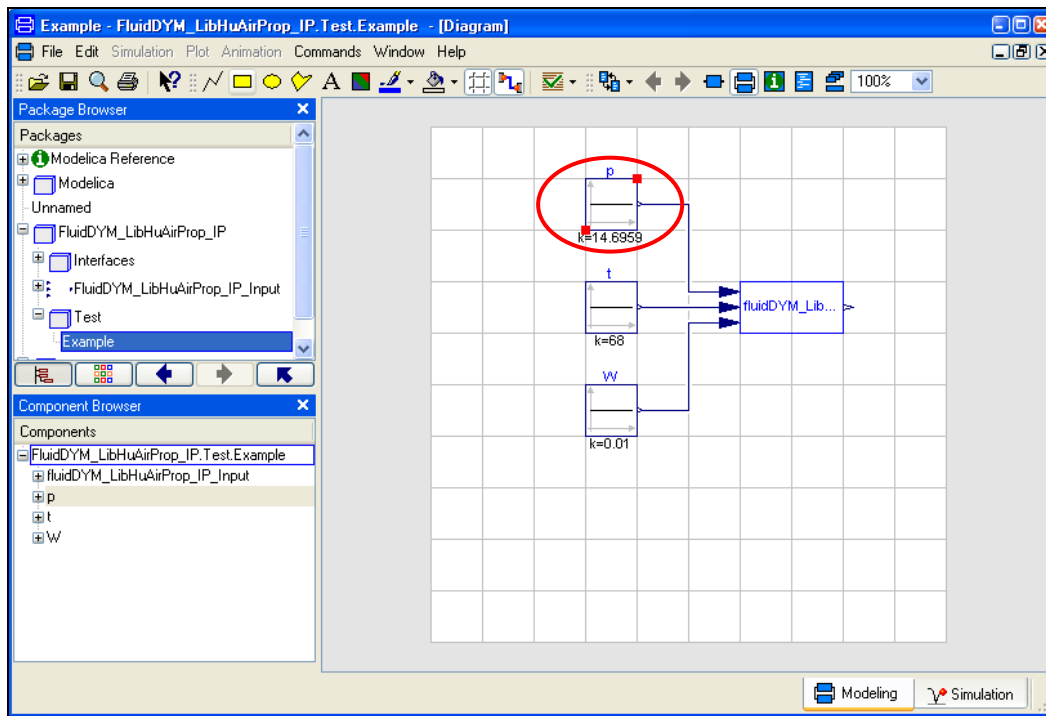 Example - FluidDYM_LibHuAirProp_IP.Test.Example - [Diagram]
File Edit Simulation Plot Animation Commands Window Help
A 100%
Package Browser
Packages
Modelica Reference
Modelica
Unnamed
FluidDYM_LibHuAirProp_IP
Interfaces
FluidDYM_LibHuAirProp_IP_Input
Test
Example
Component Browser
Components
FluidDYM_LibHuAirProp_IP.Test.Example
fluidDYM_LibHuAirProp_IP_Input
p
t
W
p
k=14.6959
t
k=68
W
k=0.01
fluidDYM_Lib...
Modeling Simulation